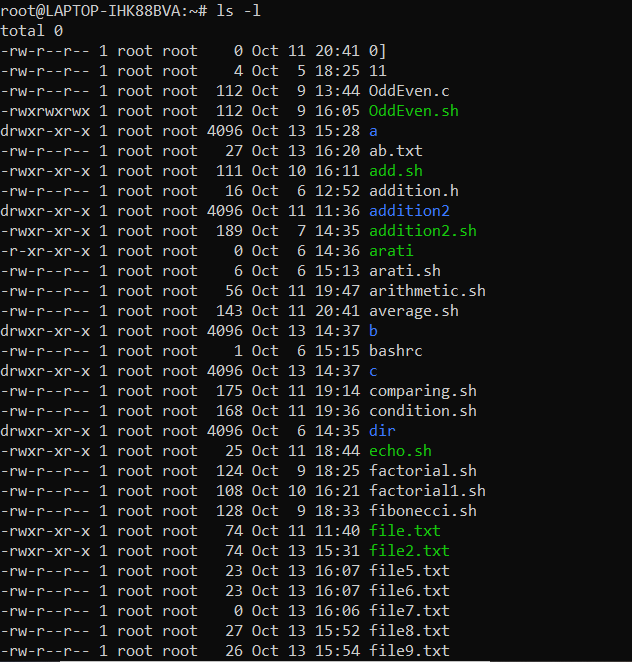 root@LAPTOP-IHK88BVA:~# ls -l
total 0
-rw-r--r-- 1 root root    0 Oct 11 20:41 0]
-rw-r--r-- 1 root root    4 Oct  5 18:25 11
-rw-r--r-- 1 root root  112 Oct  9 13:44 OddEven.c
-rwxrwxrwx 1 root root  112 Oct  9 16:05 OddEven.sh
drwxr-xr-x 1 root root 4096 Oct 13 15:28 a
-rw-r--r-- 1 root root   27 Oct 13 16:20 ab.txt
-rwxr-xr-x 1 root root  111 Oct 10 16:11 add.sh
-rw-r--r-- 1 root root   16 Oct  6 12:52 addition.h
drwxr-xr-x 1 root root 4096 Oct 11 11:36 addition2
-rwxr-xr-x 1 root root  189 Oct  7 14:35 addition2.sh
-r-xr-xr-x 1 root root    0 Oct  6 14:36 arati
-rw-r--r-- 1 root root    6 Oct  6 15:13 arati.sh
-rw-r--r-- 1 root root   56 Oct 11 19:47 arithmetic.sh
-rw-r--r-- 1 root root  143 Oct 11 20:41 average.sh
drwxr-xr-x 1 root root 4096 Oct 13 14:37 b
-rw-r--r-- 1 root root    1 Oct  6 15:15 bashrc
drwxr-xr-x 1 root root 4096 Oct 13 14:37 c
-rw-r--r-- 1 root root  175 Oct 11 19:14 comparing.sh
-rw-r--r-- 1 root root  168 Oct 11 19:36 condition.sh
drwxr-xr-x 1 root root 4096 Oct  6 14:35 dir
-rwxr-xr-x 1 root root   25 Oct 11 18:44 echo.sh
-rw-r--r-- 1 root root  124 Oct  9 18:25 factorial.sh
-rw-r--r-- 1 root root  108 Oct 10 16:21 factorial1.sh
-rw-r--r-- 1 root root  128 Oct  9 18:33 fibonecci.sh
-rwxr-xr-x 1 root root   74 Oct 11 11:40 file.txt
-rwxr-xr-x 1 root root   74 Oct 13 15:31 file2.txt
-rw-r--r-- 1 root root   23 Oct 13 16:07 file5.txt
-rw-r--r-- 1 root root   23 Oct 13 16:07 file6.txt
-rw-r--r-- 1 root root    0 Oct 13 16:06 file7.txt
-rw-r--r-- 1 root root   27 Oct 13 15:52 file8.txt
-rw-r--r-- 1 root root   26 Oct 13 15:54 file9.txt